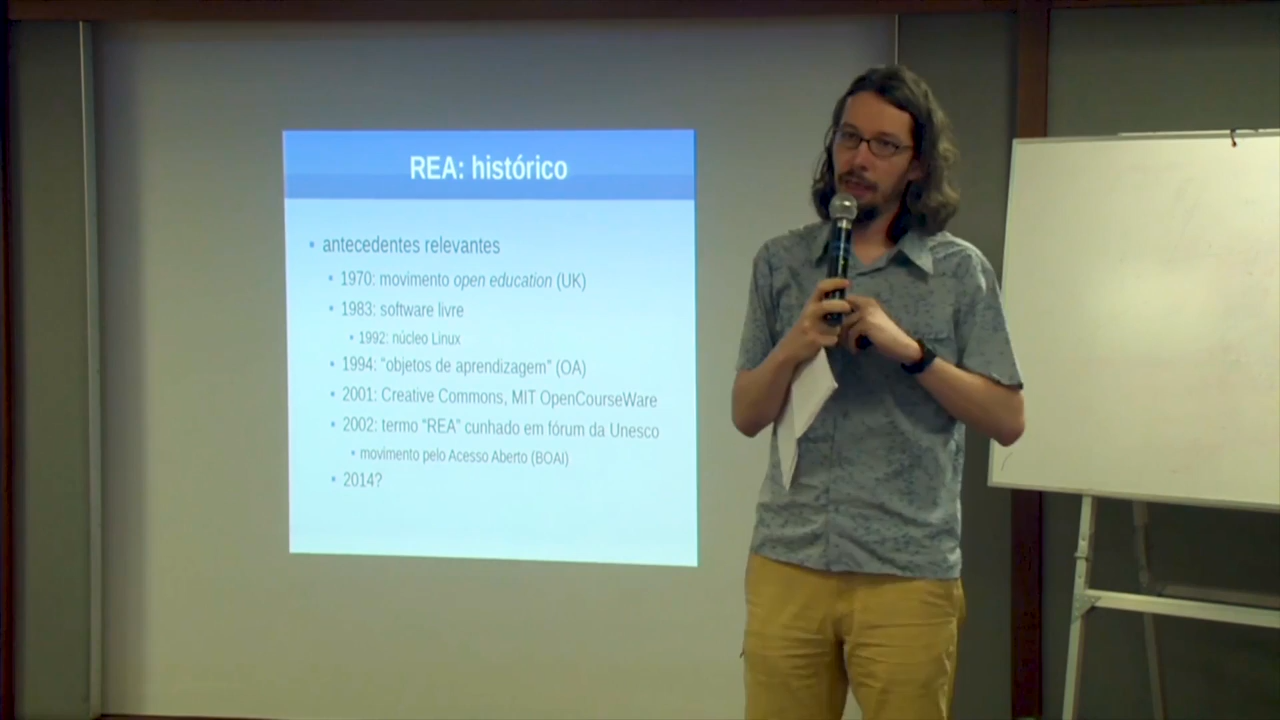 REA: histórico
antecedentes relevantes
1970: movimento open education (UK)
1983: software livre
1992: núcleo Linux
1994: “objetos de aprendizagem” (OA)
2001: Creative Commons, MIT OpenCourseWare
2002: termo “REA” cunhado em fórum da Unesco
movimento pelo Acesso Aberto (BOAI)
2014?